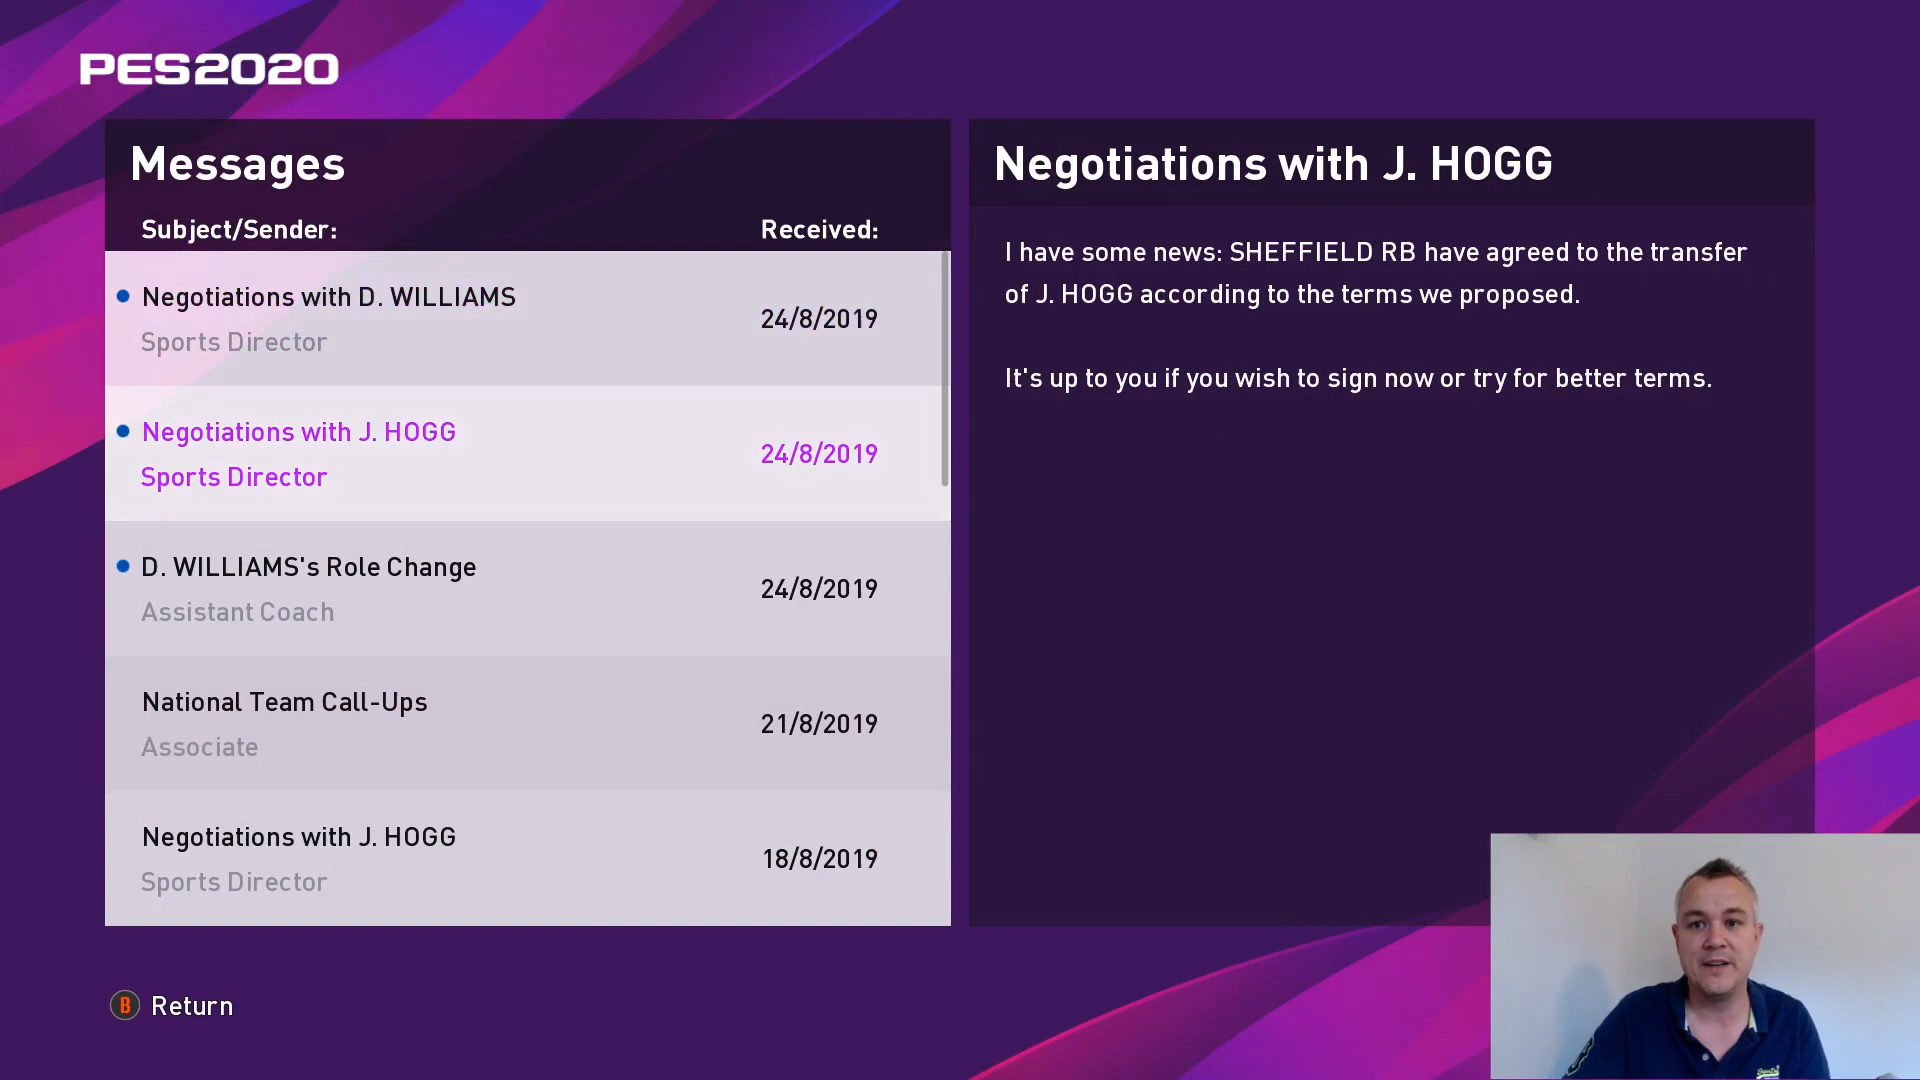 PES2020
Messages
Subject/Sender: Received:
Negotiations with D. WILLIAMS
Sports Director
24/8/2019
Negotiations with J. HOGG
Sports Director
24/8/2019
D. WILLIAMS's Role Change
Assistant Coach
24/8/2019
National Team Call-Ups
Associate
21/8/2019
Negotiations with J. HOGG
Sports Director
18/8/2019
Negotiations with J. HOGG
I have some news: SHEFFIELD RB have agreed to the transfer
of J. HOGG according to the terms we proposed.
It's up to you if you wish to sign now or try for better terms.
B Return